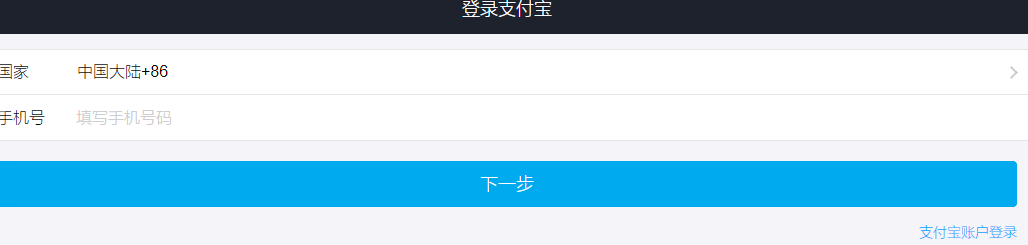 登录支付宝
国家 中国大陆+86
手机号 填写手机号码
下一步
支付宝账户登录